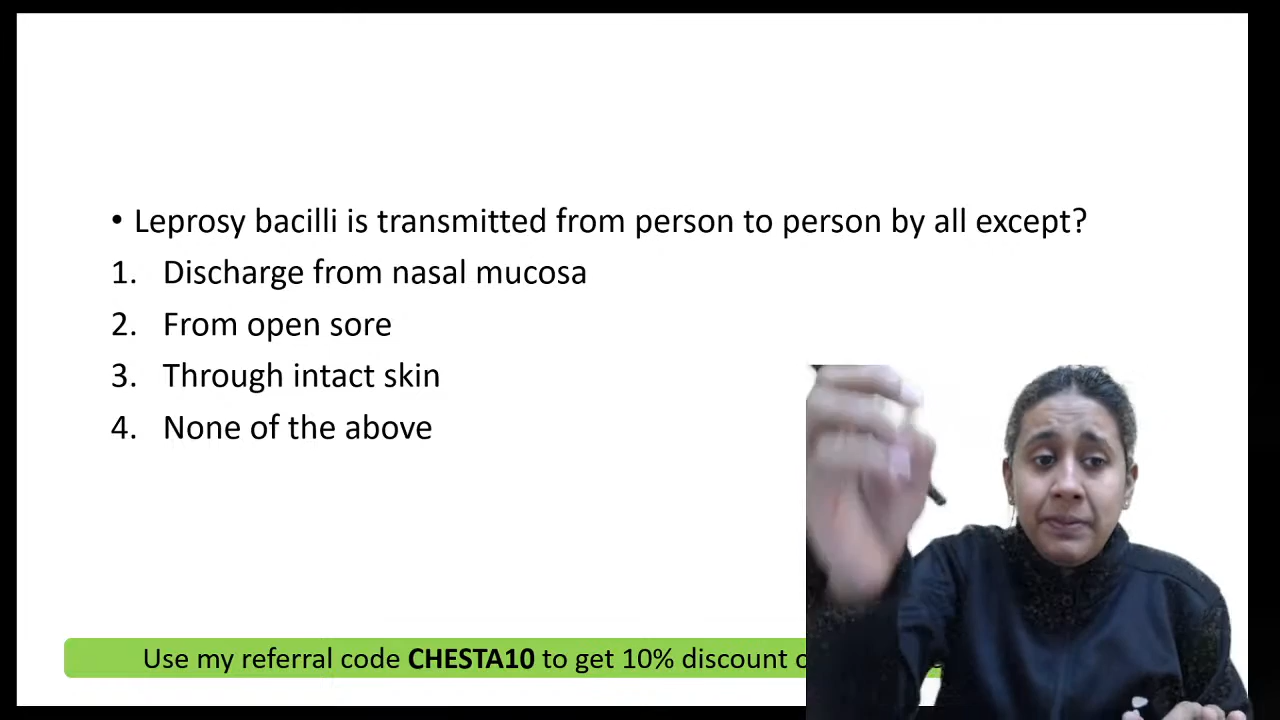 • Leprosy bacilli is transmitted from person to person by all except?
1. Discharge from nasal mucosa
2. From open sore
3. Through intact skin
4. None of the above
Use my referral code CHESTA10 to get 10% discount